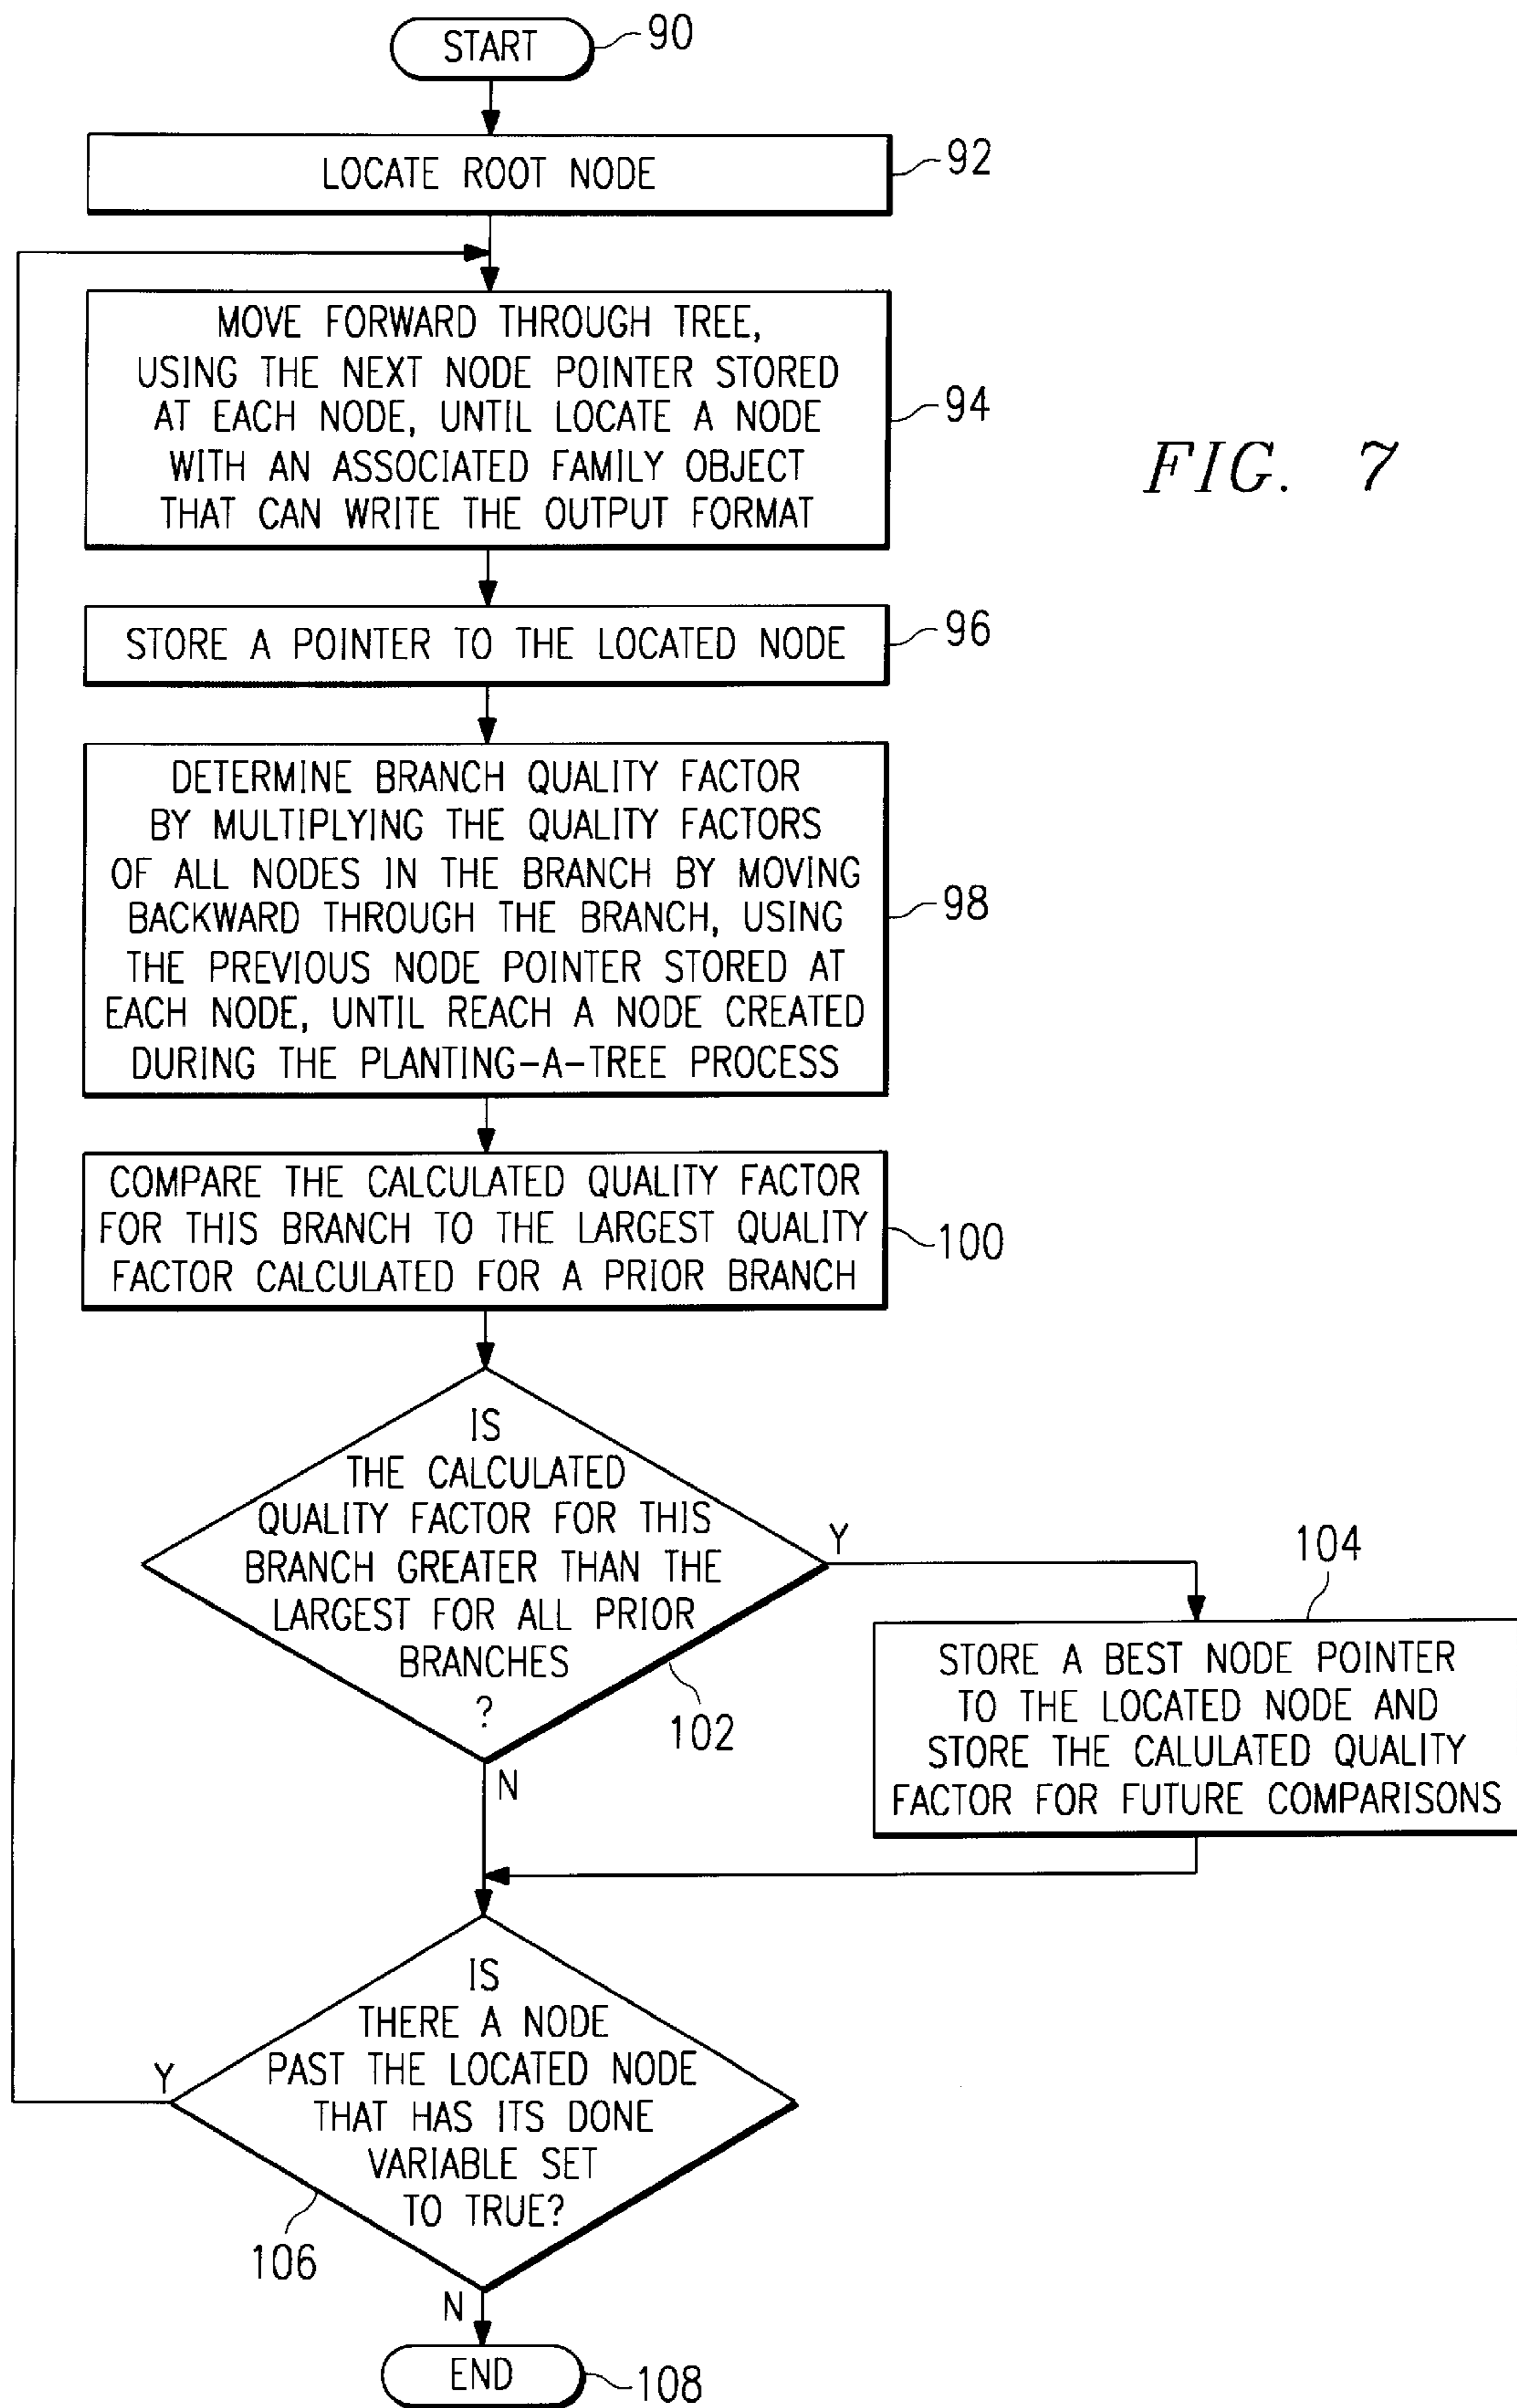 START
90
LOCATE ROOT NODE
92
MOVE FORWARD THROUGH TREE,
USING THE NEXT NODE POINTER STORED
AT EACH NODE, UNTIL LOCATE A NODE
WITH AN ASSOCIATED FAMILY OBJECT
THAT CAN WRITE THE OUTPUT FORMAT
94
FIG. 7
STORE A POINTER TO THE LOCATED NODE
96
DETERMINE BRANCH QUALITY FACTOR
BY MULTIPLYING THE QUALITY FACTORS
OF ALL NODES IN THE BRANCH BY MOVING
BACKWARD THROUGH THE BRANCH, USING
THE PREVIOUS NODE POINTER STORED AT
EACH NODE, UNTIL REACH A NODE CREATED
DURING THE PLANTING-A-TREE PROCESS
98
COMPARE THE CALCULATED QUALITY FACTOR
FOR THIS BRANCH TO THE LARGEST QUALITY
FACTOR CALCULATED FOR A PRIOR BRANCH
100
IS
THE CALCULATED
QUALITY FACTOR FOR THIS
BRANCH GREATER THAN THE
LARGEST FOR ALL PRIOR
BRANCHES
?
102
Y
N
104
STORE A BEST NODE POINTER
TO THE LOCATED NODE AND
STORE THE CALULATED QUALITY
FACTOR FOR FUTURE COMPARISONS
IS
THERE A NODE
PAST THE LOCATED NODE
THAT HAS ITS DONE
VARIABLE SET
TO TRUE?
Y
106
N
END
108